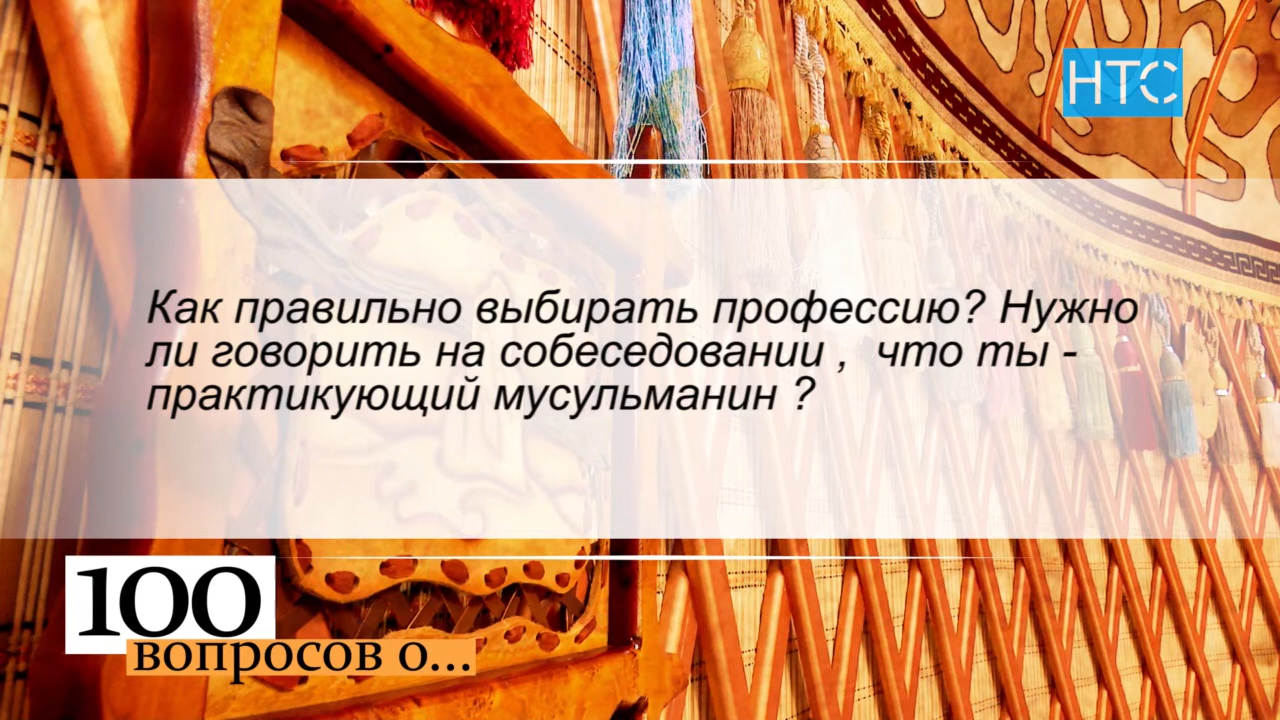 НТС
Как правильно выбирать профессию? Нужно
ли говорить на собеседовании , что ты -
практикующий мусульманин ?
100
вопросов о...